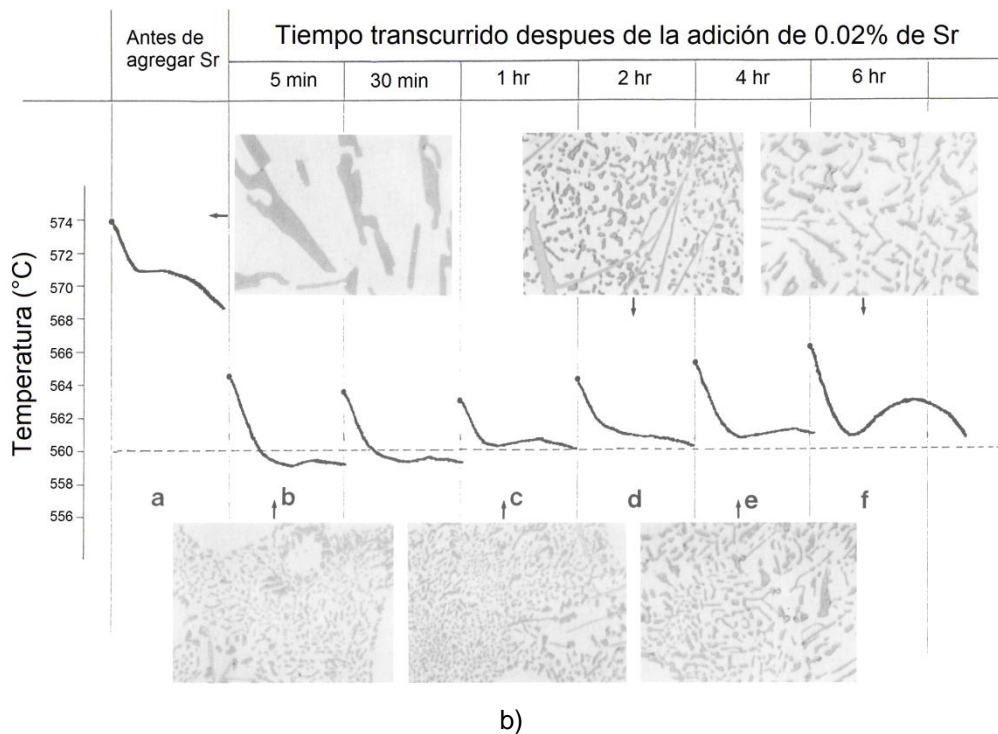 Antes de
agregar Sr
Tiempo transcurrido despues de la adición de 0.02% de Sr
5 min
30 min
1 hr
2 hr
4 hr
6 hr
Temperatura (°C)
574
572
570
568
566
564
562
560
558
556
a
b
c
d
e
f
b)